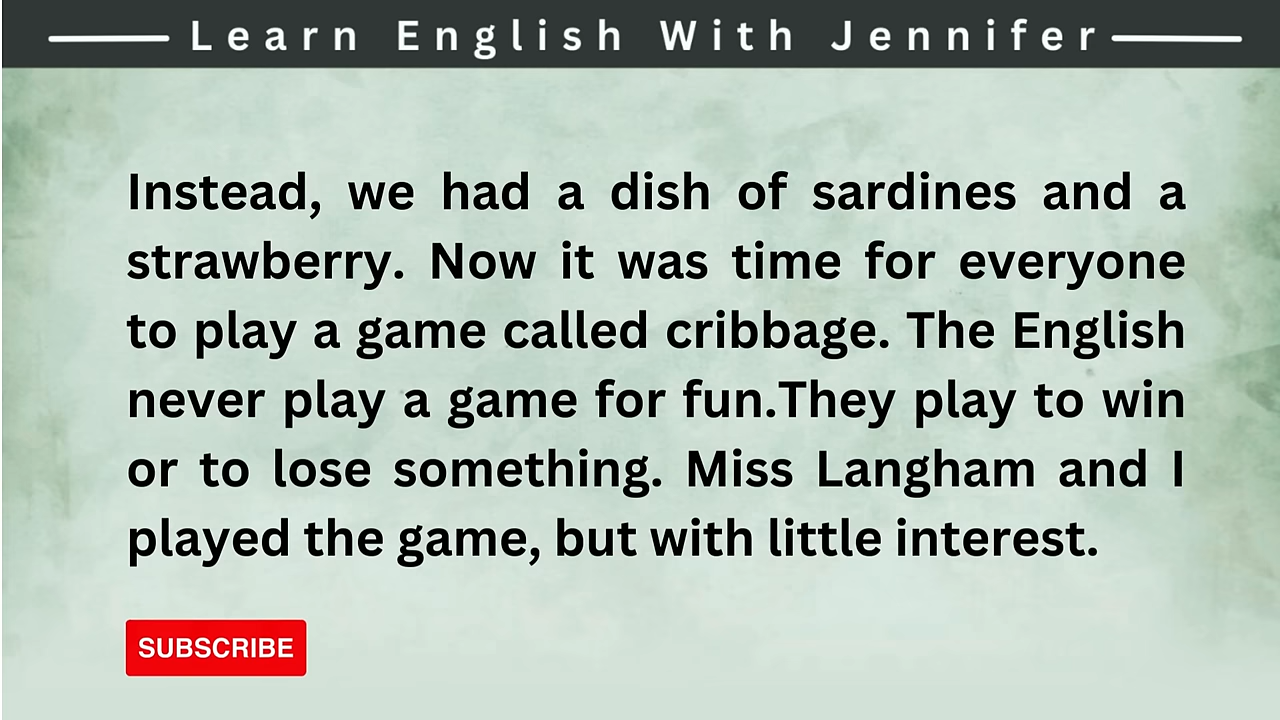 Learn English With Jennifer
Instead, we had a dish of sardines and a
strawberry. Now it was time for everyone
to play a game called cribbage. The English
never play a game for fun.They play to win
or to lose something. Miss Langham and I
played the game, but with little interest.
SUBSCRIBE